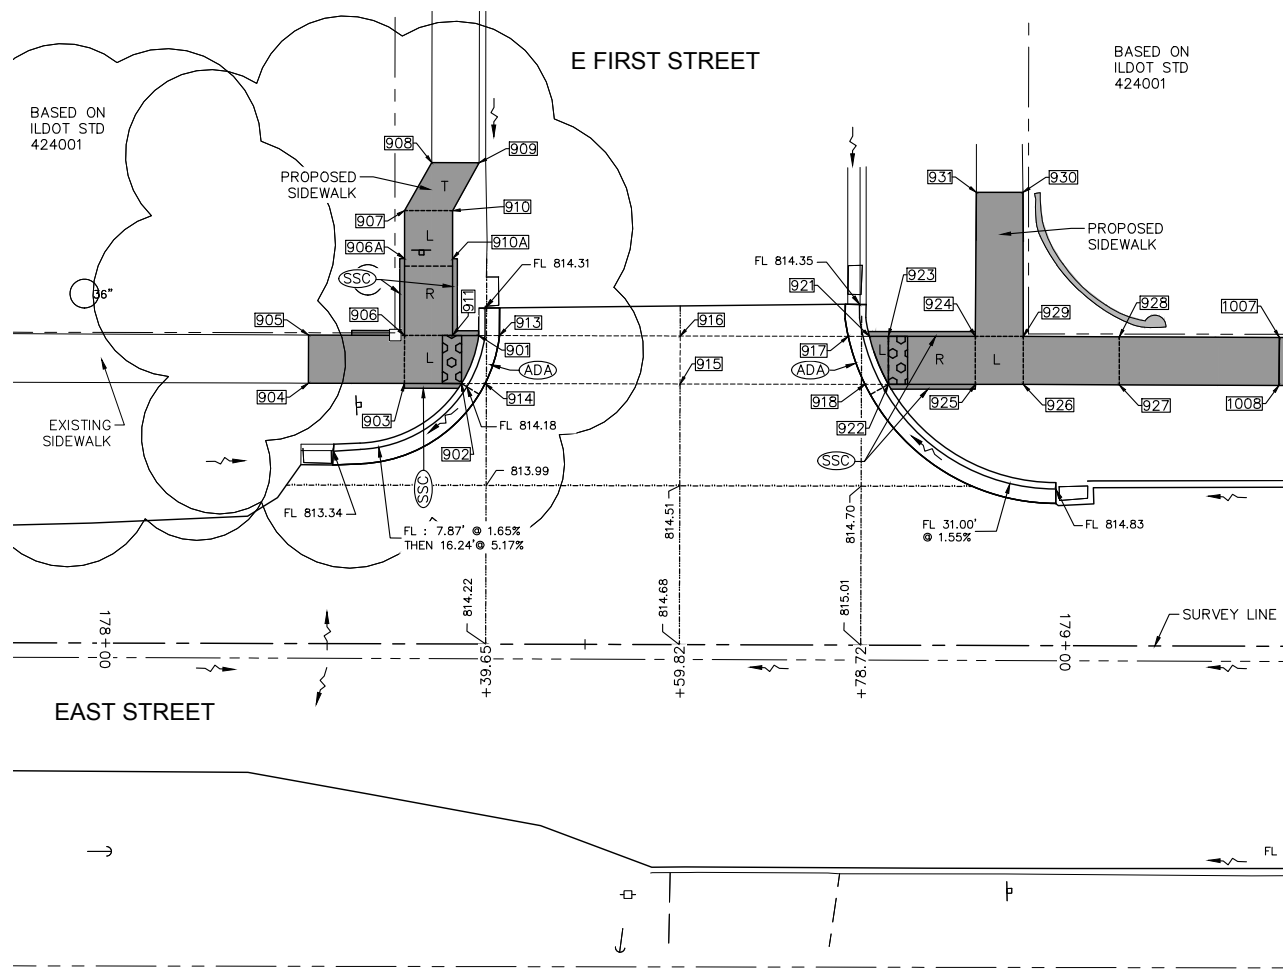 E FIRST STREET
BASED ON
ILDOT STD
424001
BASED ON
ILDOT STD
424001
908
909
PROPOSED
SIDEWALK
T
907
910
L
906A
910A
SSC
R
FL 814.31
911
906
905
913
901
L
ADA
904
914
903
FL 814.18
902
SSC
36"
EXISTING
SIDEWALK
FL 813.34
FL : 7.87' @ 1.65%
THEN 16.24'@ 5.17%
813.99
814.22
916
915
814.51
814.68
931
930
PROPOSED
SIDEWALK
FL 814.35
921
923
924
929
928
1007
917
L
R
L
ADA
918
922
925
926
927
1008
SSC
814.70
815.01
FL 31.00'
@ 1.55%
FL 814.83
178+00
+39.65
+59.82
+78.72
179+00
SURVEY LINE
EAST STREET
FL